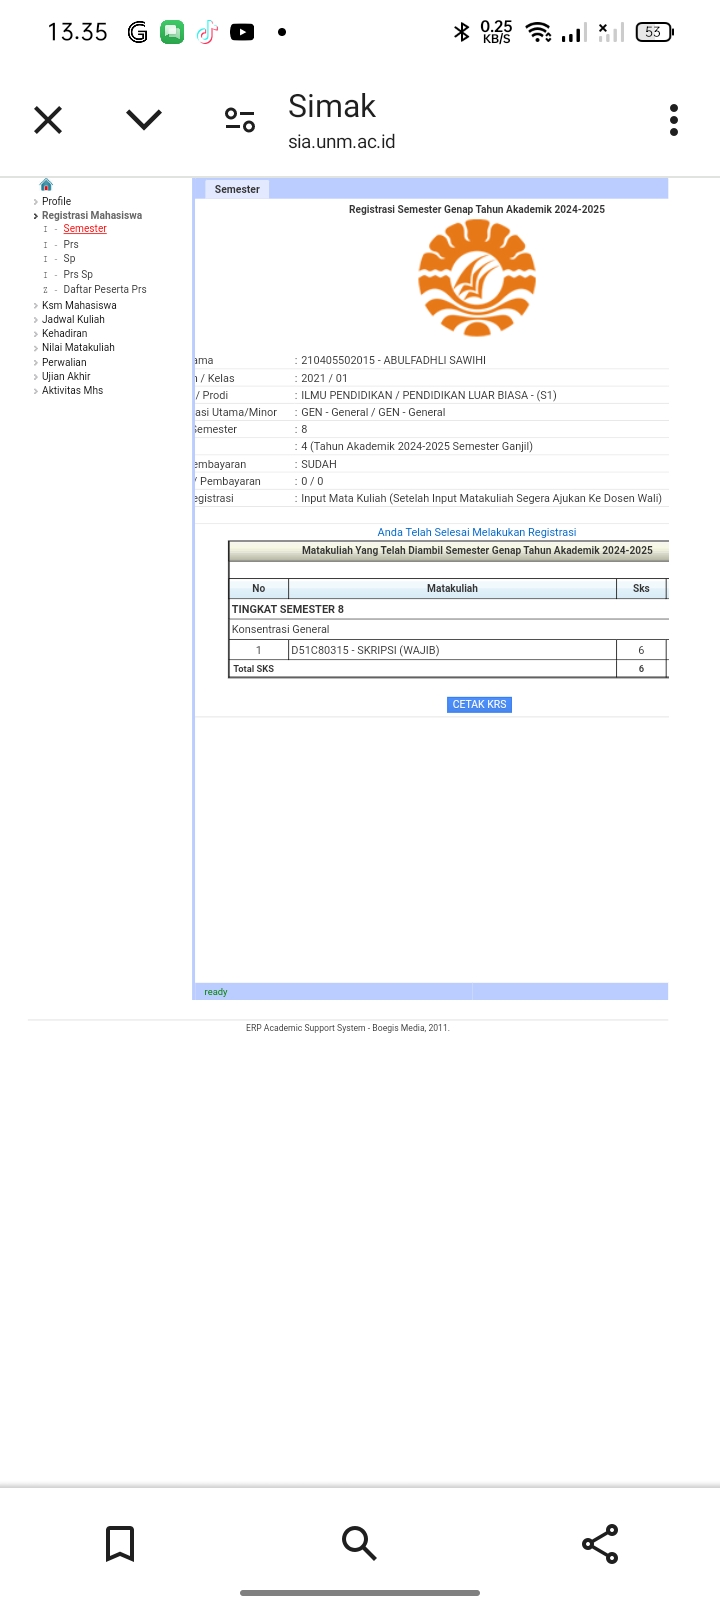 13.35 0.25 KB/S 53
Simak
sia.unm.ac.id
Profile
Registrasi Mahasiswa
I - Semester
I - Prs
I - Sp
I - Prs Sp
Z - Daftar Peserta Prs
Ksm Mahasiswa
Jadwal Kuliah
Kehadiran
Nilai Matakuliah
Perwalian
Ujian Akhir
Aktivitas Mhs
Semester
Registrasi Semester Genap Tahun Akademik 2024-2025
ama : 210405502015 - ABULFADHLI SAWIHI
/ Kelas : 2021 / 01
/ Prodi : ILMU PENDIDIKAN / PENDIDIKAN LUAR BIASA - (S1)
asi Utama/Minor : GEN - General / GEN - General
Semester : 8
: 4 (Tahun Akademik 2024-2025 Semester Ganjil)
embayaran : SUDAH
/ Pembayaran : 0 / 0
egistrasi : Input Mata Kuliah (Setelah Input Matakuliah Segera Ajukan Ke Dosen Wali)
Anda Telah Selesai Melakukan Registrasi
Matakuliah Yang Telah Diambil Semester Genap Tahun Akademik 2024-2025
No Matakuliah Sks
TINGKAT SEMESTER 8
Konsentrasi General
1 D51C80315 - SKRIPSI (WAJIB) 6
Total SKS 6
CETAK KRS
ready
ERP Academic Support System - Boegis Media, 2011.